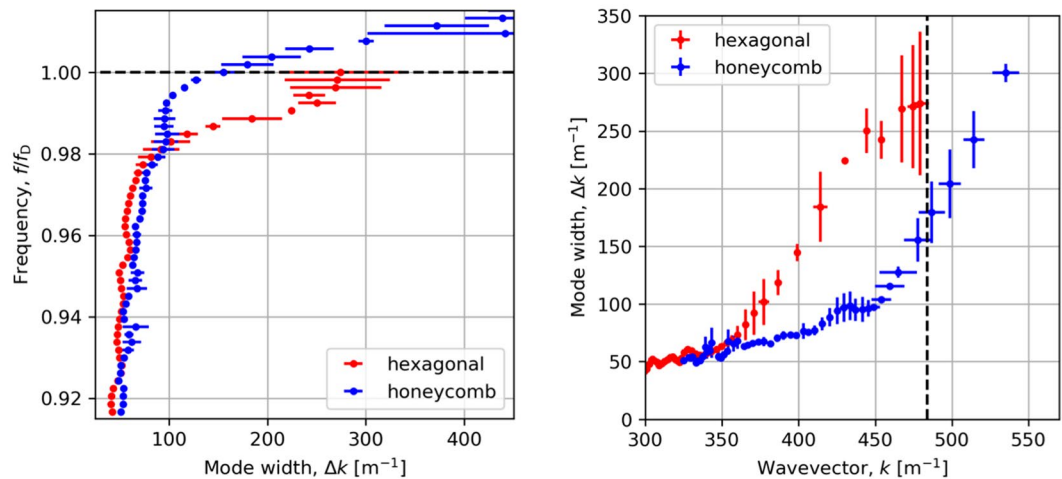 Frequency, f/f_D
1.00
0.98
0.96
0.94
0.92
hexagonal
honeycomb
100 200 300 400
Mode width, Δk [m⁻¹]
Mode width, Δk [m⁻¹]
350
300
250
200
150
100
50
0
hexagonal
honeycomb
300 350 400 450 500 550
Wavevector, k [m⁻¹]